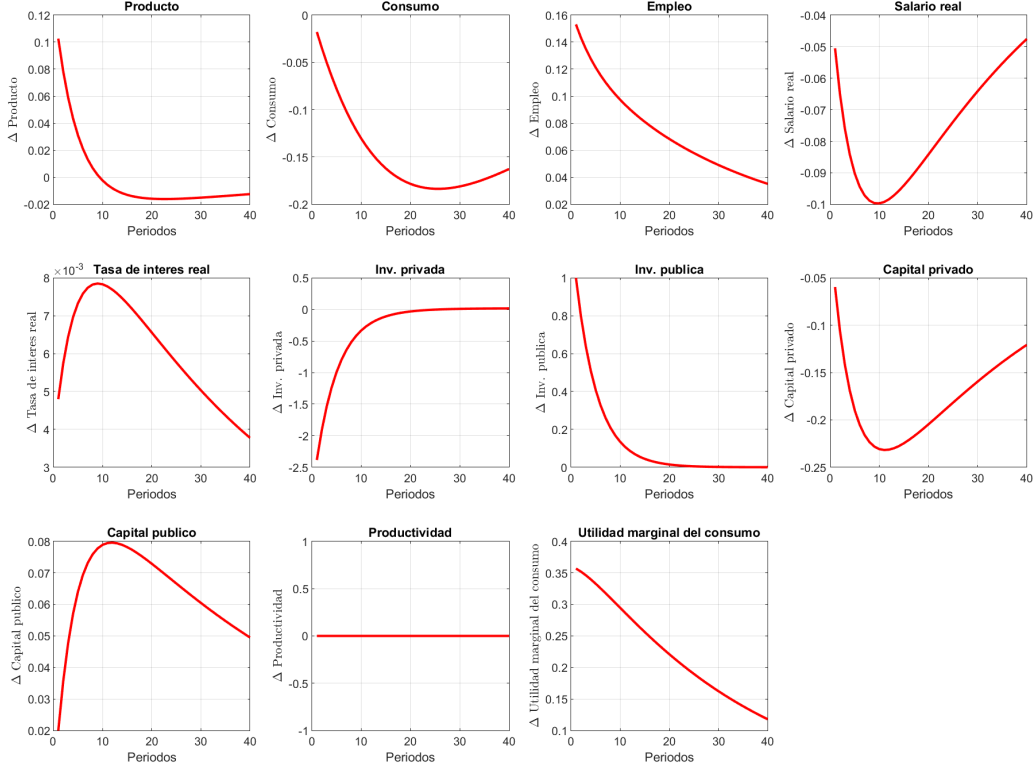 Producto
Δ Producto
0.12
0.1
0.08
0.06
0.04
0.02
0
-0.02
0 10 20 30 40
Periodos
Consumo
Δ Consumo
0
-0.05
-0.1
-0.15
-0.2
0 10 20 30 40
Periodos
Empleo
Δ Empleo
0.16
0.14
0.12
0.1
0.08
0.06
0.04
0.02
0 10 20 30 40
Periodos
Salario real
Δ Salario real
-0.04
-0.05
-0.06
-0.07
-0.08
-0.09
-0.1
0 10 20 30 40
Periodos
Tasa de interes real
×10⁻³
Δ Tasa de interes real
8
7
6
5
4
3
0 10 20 30 40
Periodos
Inv. privada
Δ Inv. privada
0.5
0
-0.5
-1
-1.5
-2
-2.5
0 10 20 30 40
Periodos
Inv. publica
Δ Inv. publica
1
0.8
0.6
0.4
0.2
0
0 10 20 30 40
Periodos
Capital privado
Δ Capital privado
-0.05
-0.1
-0.15
-0.2
-0.25
0 10 20 30 40
Periodos
Capital publico
Δ Capital publico
0.08
0.07
0.06
0.05
0.04
0.03
0.02
0 10 20 30 40
Periodos
Productividad
Δ Productividad
1
0.5
0
-0.5
-1
0 10 20 30 40
Periodos
Utilidad marginal del consumo
Δ Utilidad marginal del consumo
0.4
0.35
0.3
0.25
0.2
0.15
0.1
0 10 20 30 40
Periodos